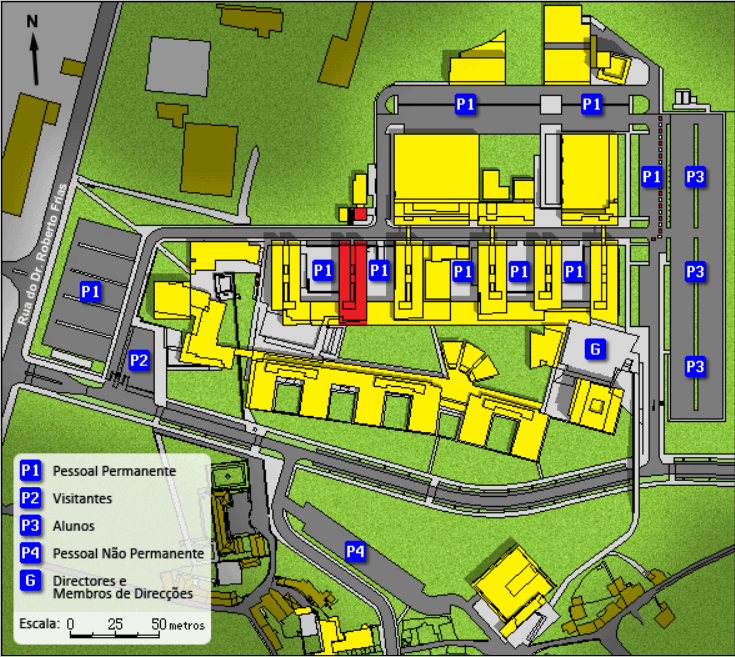 N
P1
P1
P1
P3
Rua do Dr. Roberto Frias
P1
P1
P1
P1
P1
P1
P3
P2
G
P3
P4
P1 Pessoal Permanente
P2 Visitantes
P3 Alunos
P4 Pessoal Não Permanente
G Directores e
Membros de Direcções
Escala: 0 25 50 metros